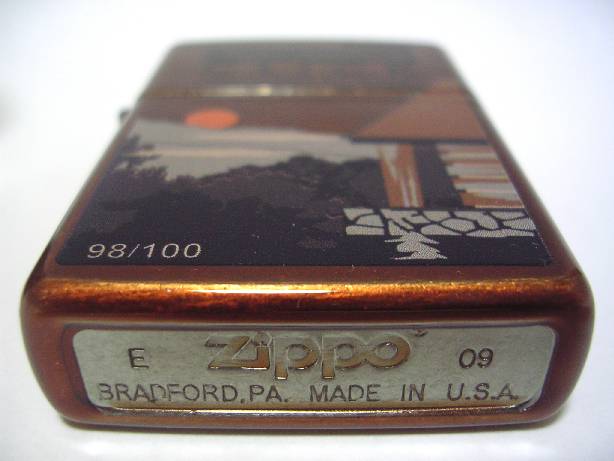 98/100
E Zippo 09
BRADFORD,PA. MADE IN U.S.A.